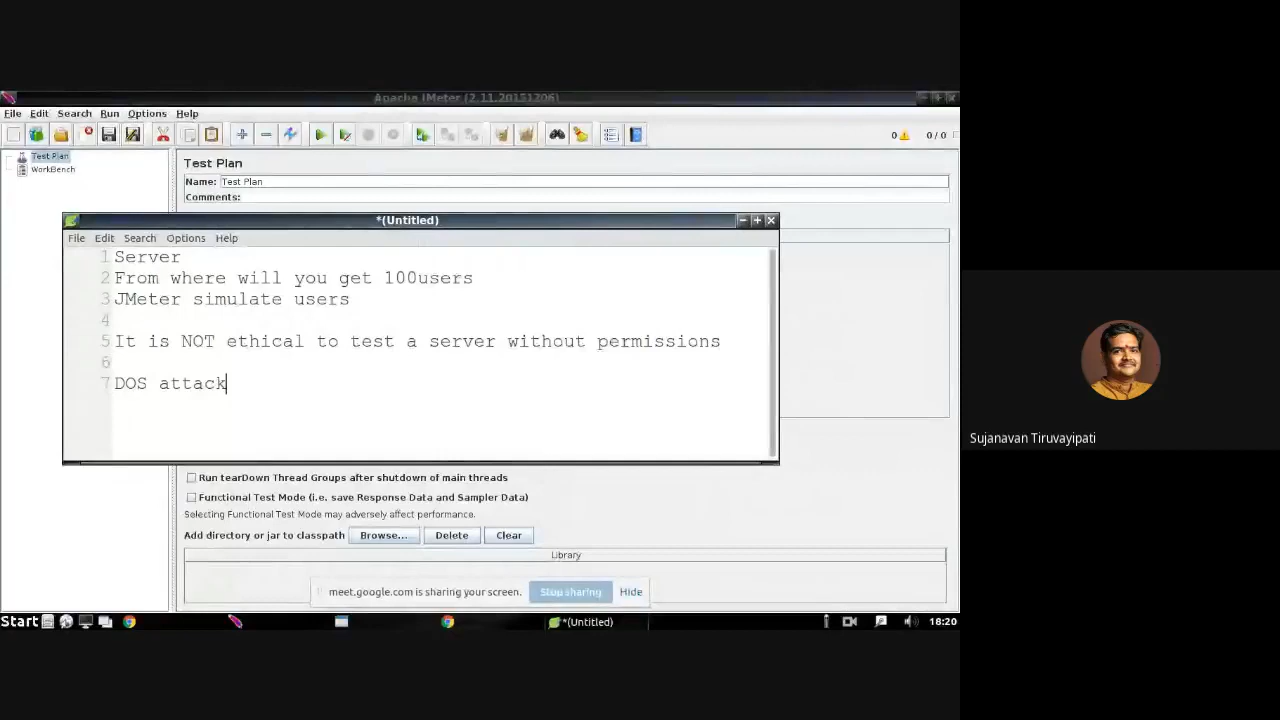 Apache JMeter (2.11.20151206)
File Edit Search Run Options Help
0 0 / 0
Test Plan
WorkBench
Test Plan
Name: Test Plan
Comments:
*(Untitled)
File Edit Search Options Help
1 Server
2 From where will you get 100users
3 JMeter simulate users
4
5 It is NOT ethical to test a server without permissions
6
7 DOS attack
Run tearDown Thread Groups after shutdown of main threads
Functional Test Mode (i.e. save Response Data and Sampler Data)
Selecting Functional Test Mode may adversely affect performance.
Add directory or jar to classpath Browse... Delete Clear
Library
meet.google.com is sharing your screen. Stop sharing Hide
Start *(Untitled) 18:20
Sujanavan Tiruvayipati